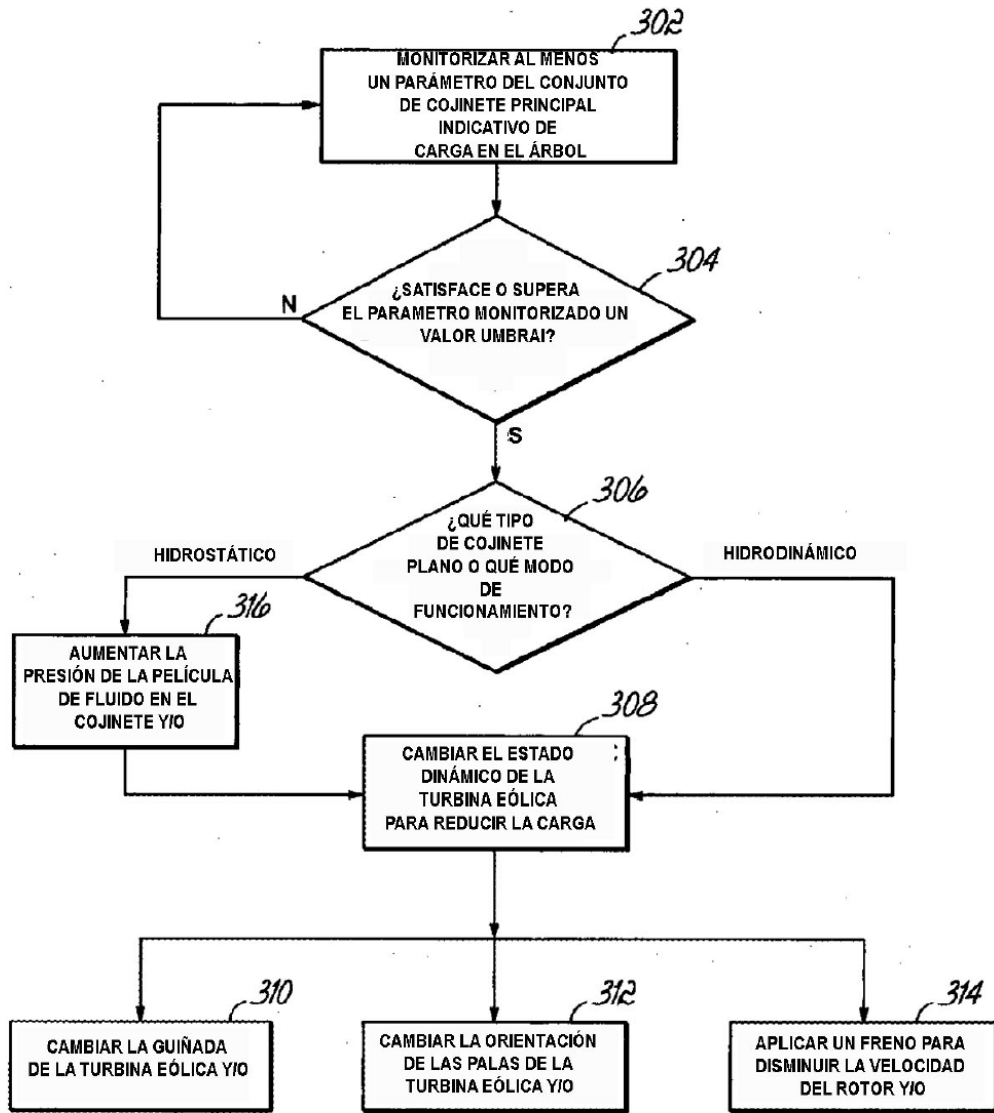 302
MONITORIZAR AL MENOS
UN PARÁMETRO DEL CONJUNTO
DE COJINETE PRINCIPAL
INDICATIVO DE
CARGA EN EL ÁRBOL
304
¿SATISFACE O SUPERA
EL PARAMETRO MONITORIZADO UN
VALOR UMBRAI?
N
S
306
¿QUÉ TIPO
DE COJINETE
PLANO O QUÉ MODO
DE
FUNCIONAMIENTO?
HIDROSTÁTICO
HIDRODINÁMICO
316
AUMENTAR LA
PRESIÓN DE LA PELÍCULA
DE FLUIDO EN EL
COJINETE Y/O
308
CAMBIAR EL ESTADO
DINÁMICO DE LA
TURBINA EÓLICA
PARA REDUCIR LA CARGA
310
CAMBIAR LA GUIÑADA
DE LA TURBINA EÓLICA Y/O
312
CAMBIAR LA ORIENTACIÓN
DE LAS PALAS DE LA
TURBINA EÓLICA Y/O
314
APLICAR UN FRENO PARA
DISMINUIR LA VELOCIDAD
DEL ROTOR Y/O